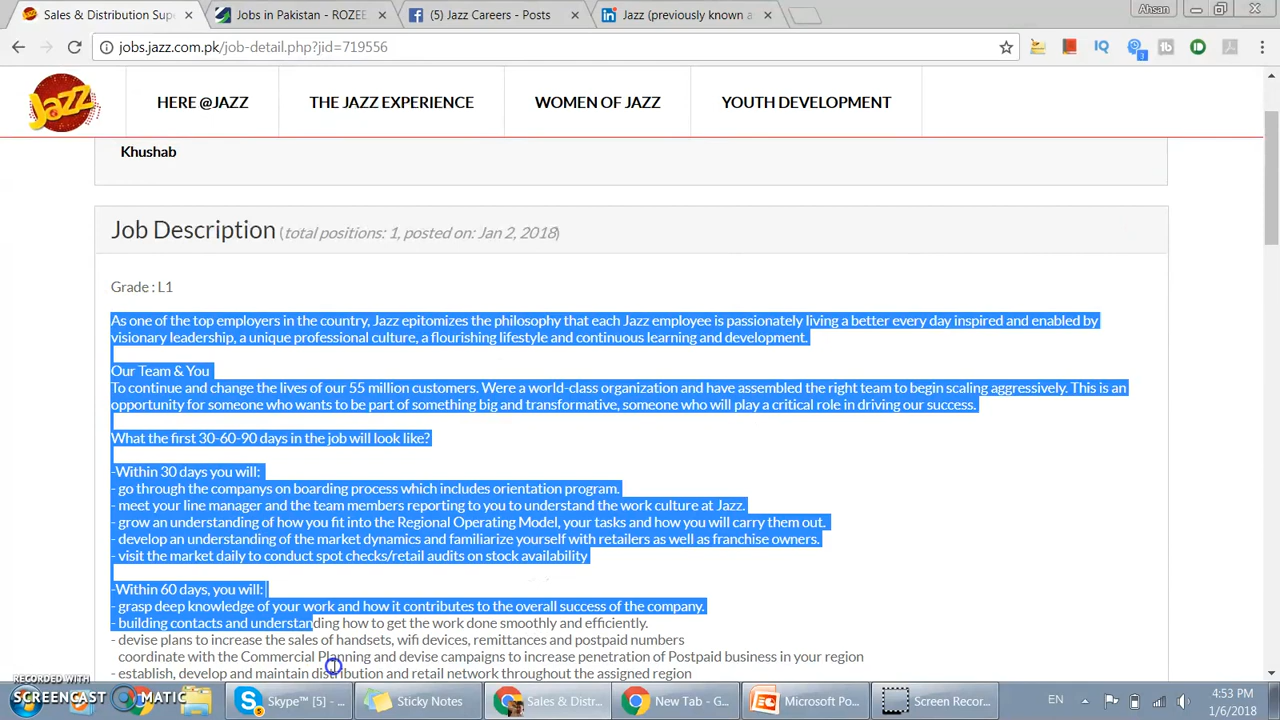 Sales & Distribution Supe
Jobs in Pakistan - ROZEE
(5) Jazz Careers - Posts
Jazz (previously known a
Ahsan
jobs.jazz.com.pk/job-detail.php?jid=719556
Jazz
HERE @JAZZ
THE JAZZ EXPERIENCE
WOMEN OF JAZZ
YOUTH DEVELOPMENT
Khushab
Job Description (total positions: 1, posted on: Jan 2, 2018)
Grade : L1
As one of the top employers in the country, Jazz epitomizes the philosophy that each Jazz employee is passionately living a better every day inspired and enabled by
visionary leadership, a unique professional culture, a flourishing lifestyle and continuous learning and development.
Our Team & You
To continue and change the lives of our 55 million customers. Were a world-class organization and have assembled the right team to begin scaling aggressively. This is an
opportunity for someone who wants to be part of something big and transformative, someone who will play a critical role in driving our success.
What the first 30-60-90 days in the job will look like?
-Within 30 days you will:
- go through the companys on boarding process which includes orientation program.
- meet your line manager and the team members reporting to you to understand the work culture at Jazz.
- grow an understanding of how you fit into the Regional Operating Model, your tasks and how you will carry them out.
- develop an understanding of the market dynamics and familiarize yourself with retailers as well as franchise owners.
- visit the market daily to conduct spot checks/retail audits on stock availability
-Within 60 days, you will:
- grasp deep knowledge of your work and how it contributes to the overall success of the company.
- building contacts and understanding how to get the work done smoothly and efficiently.
- devise plans to increase the sales of handsets, wifi devices, remittances and postpaid numbers
coordinate with the Commercial Planning and devise campaigns to increase penetration of Postpaid business in your region
- establish, develop and maintain distribution and retail network throughout the assigned region
RECORDED WITH
SCREENCAST MATIC
Skype™ [5] - ...
Sticky Notes
Sales & Distr...
New Tab - G...
Microsoft Po...
Screen Recor...
EN
4:53 PM
1/6/2018